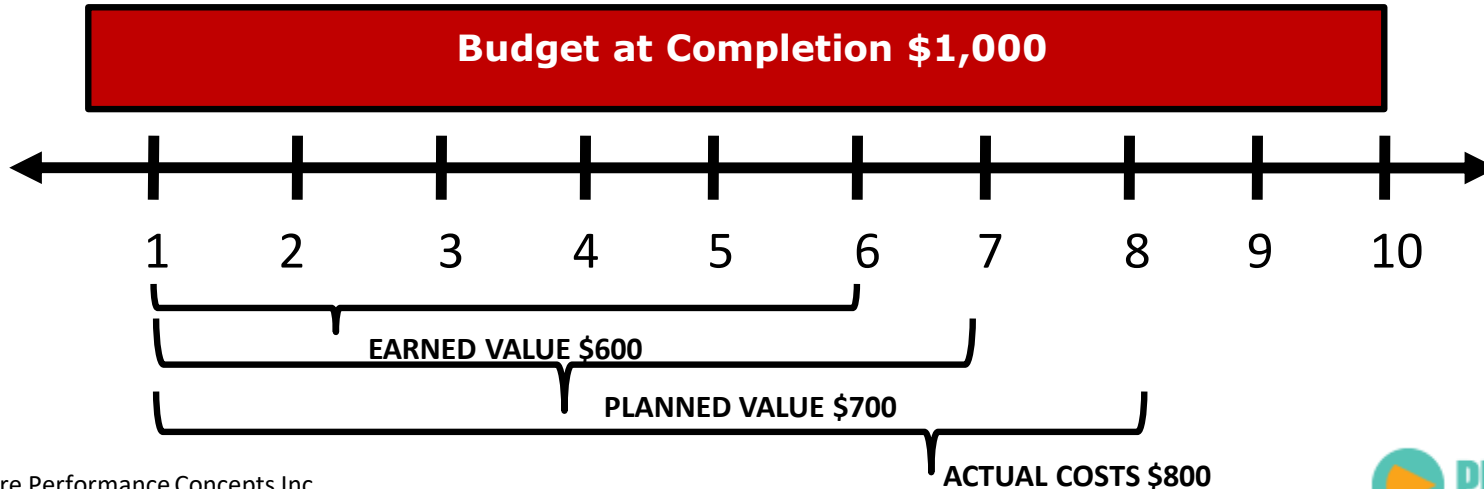 Budget at Completion $1,000
1 2 3 4 5 6 7 8 9 10
EARNED VALUE $600
PLANNED VALUE $700
ACTUAL COSTS $800
Performance Concepts Inc